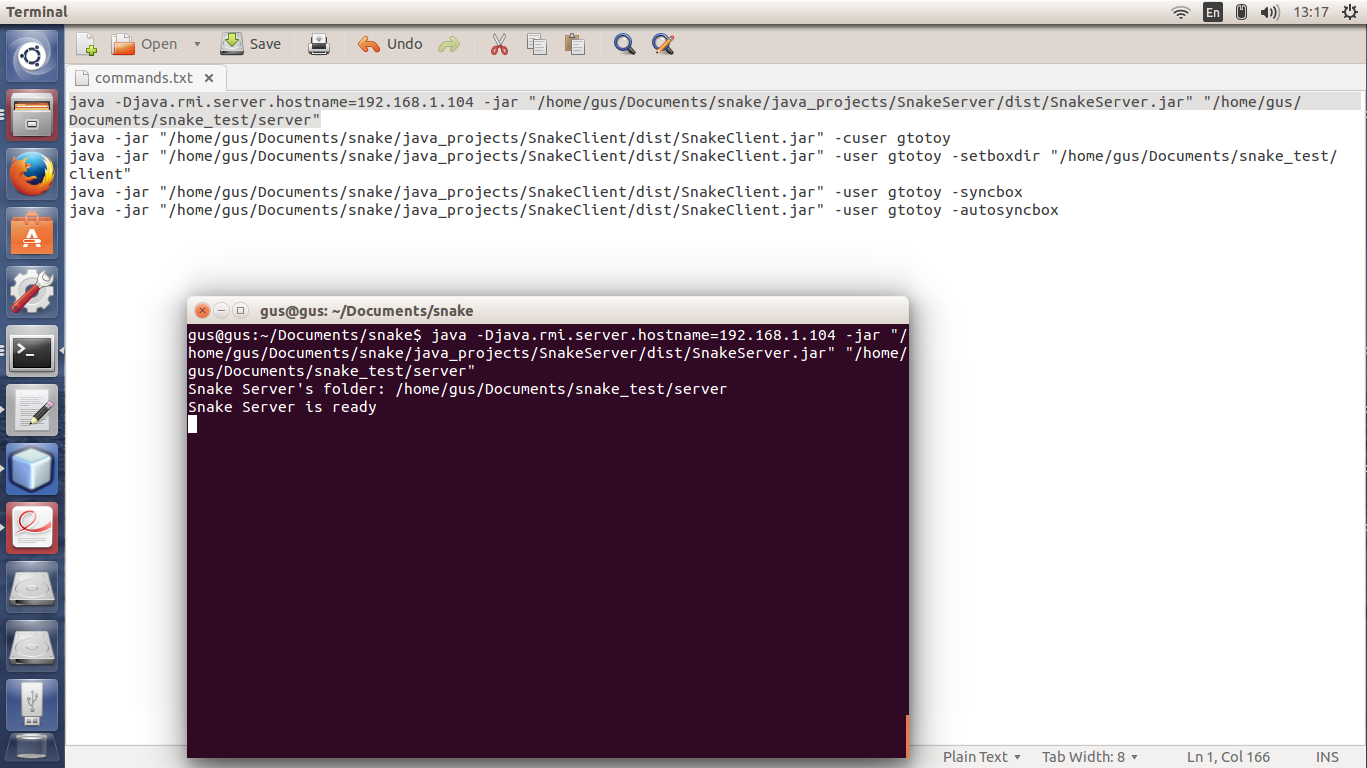 Terminal
En
13:17
Open
Save
Undo
commands.txt
java -Djava.rmi.server.hostname=192.168.1.104 -jar "/home/gus/Documents/snake/java_projects/SnakeServer/dist/SnakeServer.jar" "/home/gus/
Documents/snake_test/server"
java -jar "/home/gus/Documents/snake/java_projects/SnakeClient/dist/SnakeClient.jar" -cuser gtotoy
java -jar "/home/gus/Documents/snake/java_projects/SnakeClient/dist/SnakeClient.jar" -user gtotoy -setboxdir "/home/gus/Documents/snake_test/
client"
java -jar "/home/gus/Documents/snake/java_projects/SnakeClient/dist/SnakeClient.jar" -user gtotoy -syncbox
java -jar "/home/gus/Documents/snake/java_projects/SnakeClient/dist/SnakeClient.jar" -user gtotoy -autosyncbox
gus@gus: ~/Documents/snake
gus@gus:~/Documents/snake$ java -Djava.rmi.server.hostname=192.168.1.104 -jar "/
home/gus/Documents/snake/java_projects/SnakeServer/dist/SnakeServer.jar" "/home/
gus/Documents/snake_test/server"
Snake Server's folder: /home/gus/Documents/snake_test/server
Snake Server is ready
Plain Text
Tab Width: 8
Ln 1, Col 166
INS